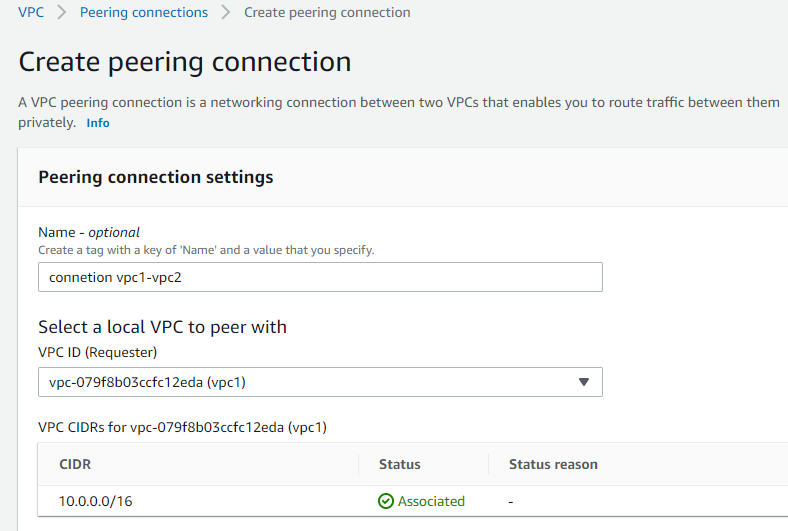 VPC > Peering connections > Create peering connection
Create peering connection
A VPC peering connection is a networking connection between two VPCs that enables you to route traffic between them
privately. Info
Peering connection settings
Name - optional
Create a tag with a key of 'Name' and a value that you specify.
connetion vpc1-vpc2
Select a local VPC to peer with
VPC ID (Requester)
vpc-079f8b03ccfc12eda (vpc1)
VPC CIDRs for vpc-079f8b03ccfc12eda (vpc1)
CIDR Status Status reason
10.0.0.0/16 Associated -